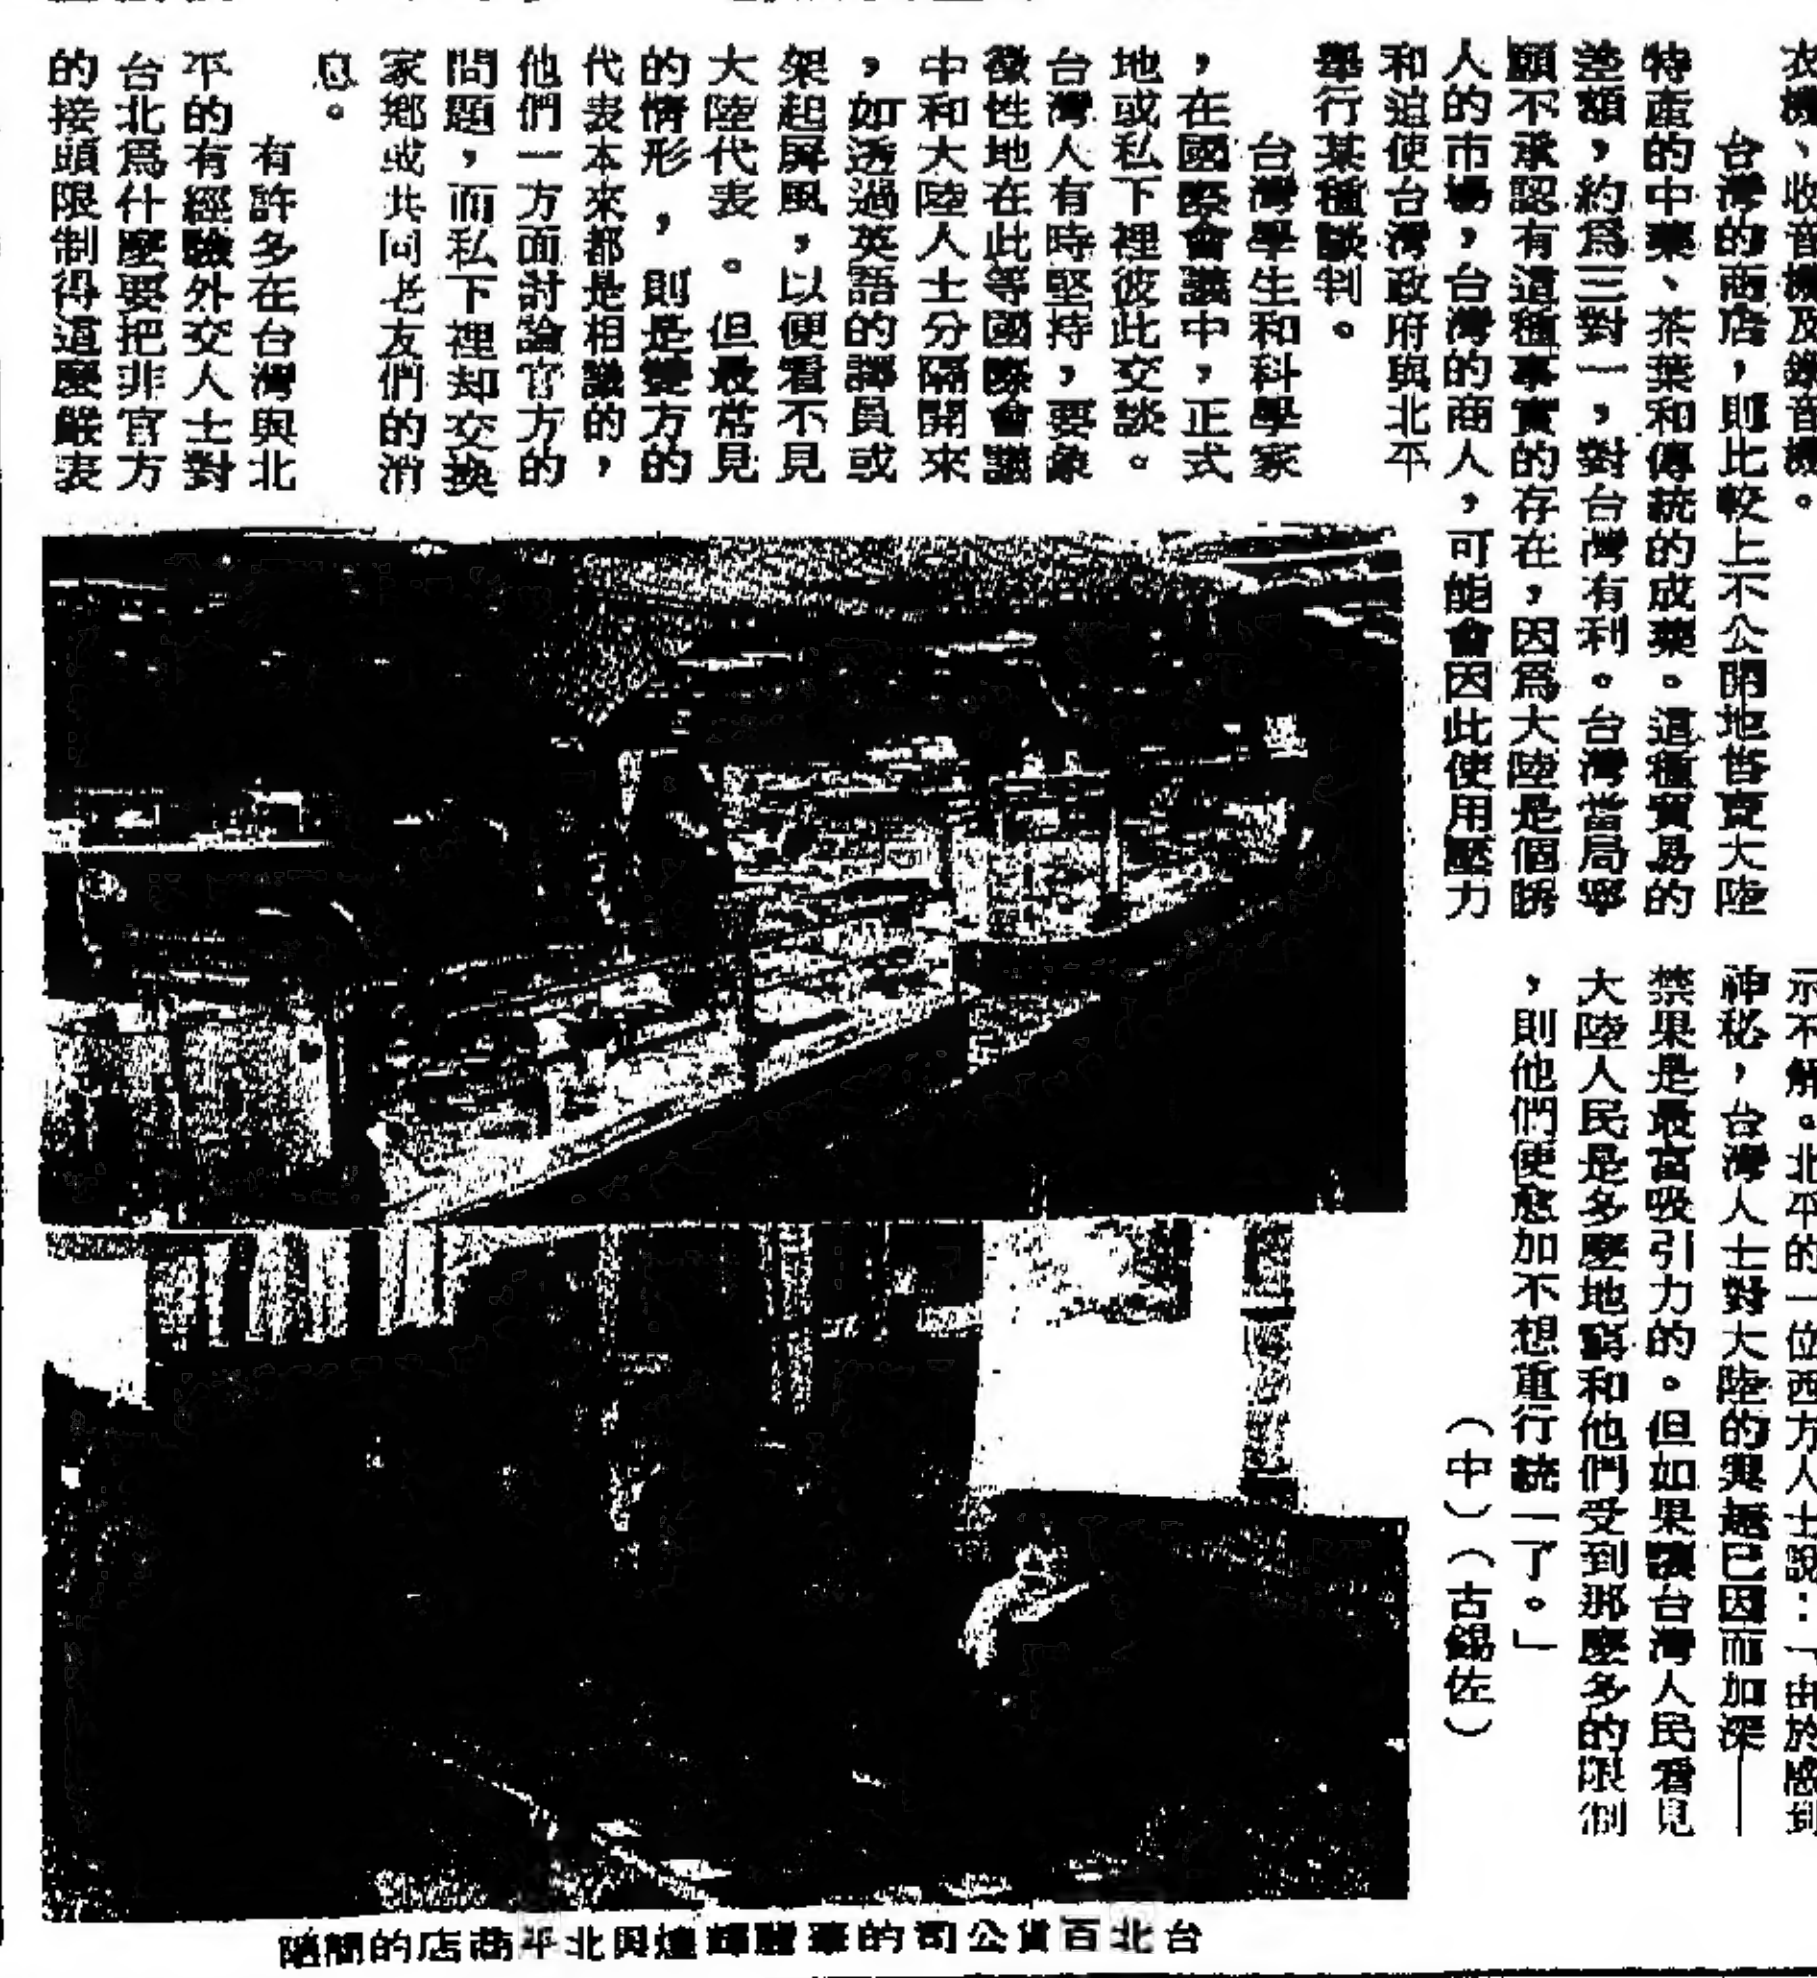 衣機、收音機及錄音機。
台灣的商店，則比較上不公開地售賣大陸
特產的中藥、茶葉和傳統的成藥。這種貿易的
差額，約爲三對一，對台灣有利。台灣當局寧
願不承認有這種事實的存在，因爲大陸是個誘
人的市場，台灣的商人，可能會因此使用壓力
和迫使台灣政府與北平
舉行某種談判。
台灣學生和科學家
，在國際會議中，正式
地或私下裡彼此交談。
台灣人有時堅持，要象
徵性地在此等國際會議
中和大陸人士分隔開來
，如透過英語的譯員或
架起屏風，以便看不見
大陸代表。但最常見
的情形，則是雙方的
代表本來都是相識的，
他們一方面討論官方的
問題，而私下裡却交換
家鄉或共同老友們的消
息。
有許多在台灣與北
平的有經驗外交人士對
台北爲什麼要把非官方
的接頭限制得這麼嚴表
示不解。北平的一位西方人士說：「由於感到
神秘，台灣人士對大陸的興趣已因而加深——
禁果是最富吸引力的。但如果讓台灣人民看見
大陸人民是多麼地窮和他們受到那麼多的限制
，則他們便愈加不想重行統一了。」
（中）（古錫佐）
台北百貨公司的華麗輝煌與北平商店的簡陋